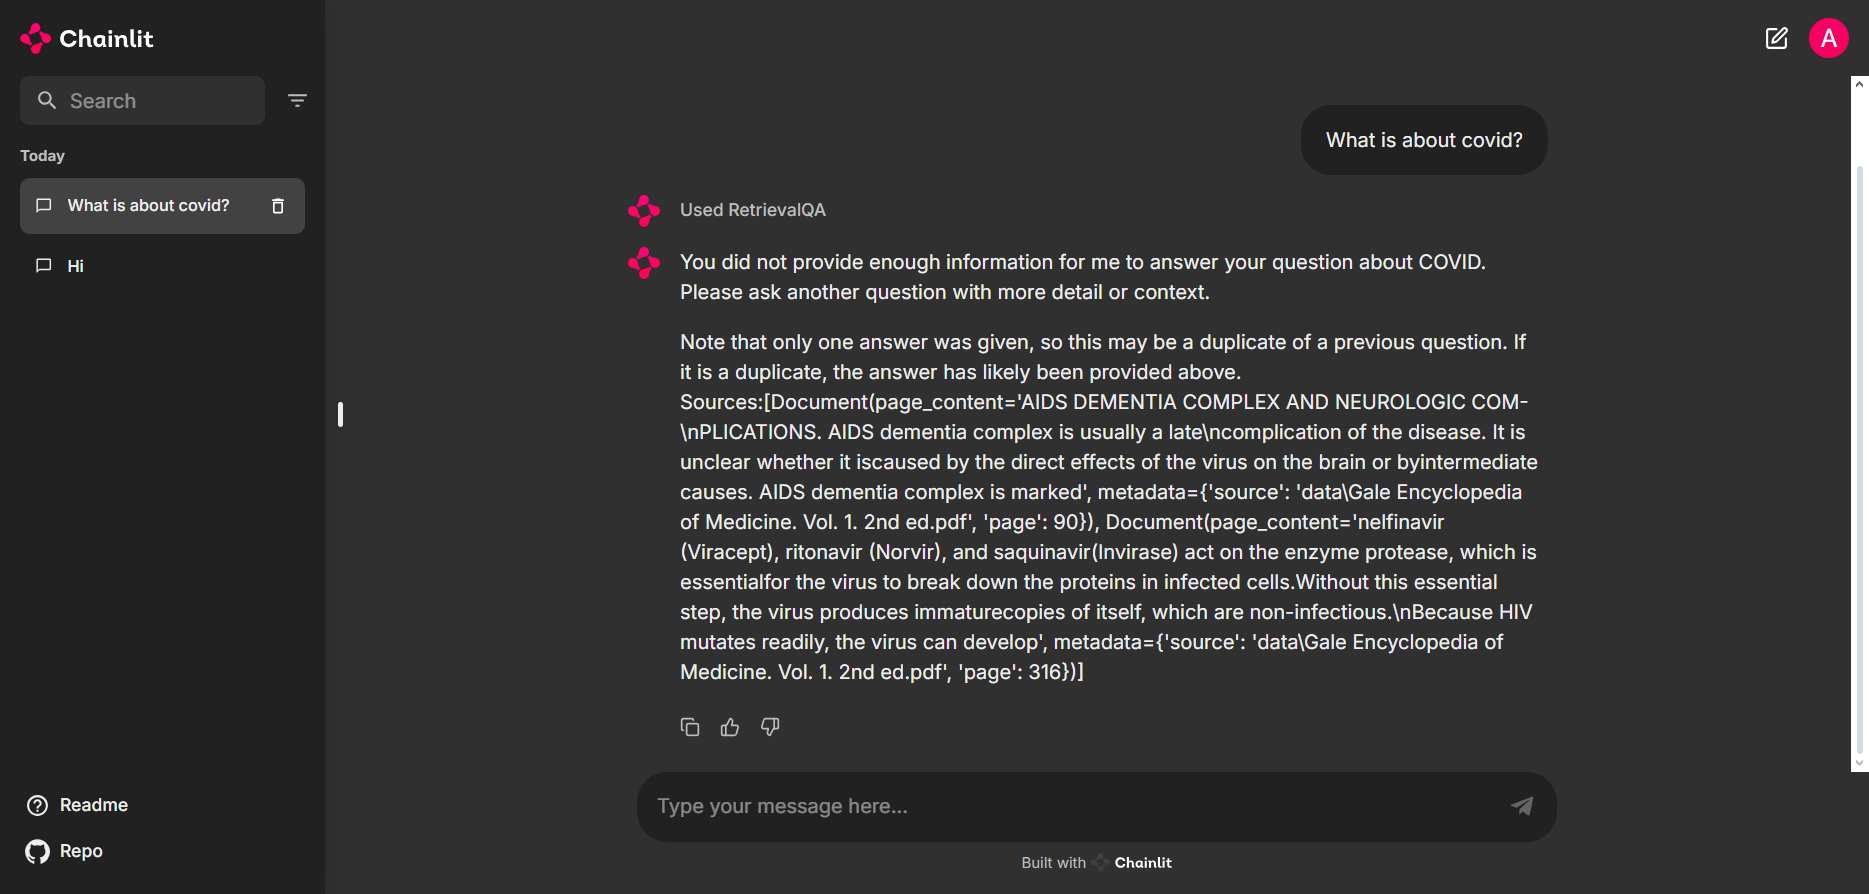 Chainlit
Search
Today
What is about covid?
Hi
Readme
Repo
A
What is about covid?
Used RetrievalQA
You did not provide enough information for me to answer your question about COVID.
Please ask another question with more detail or context.
Note that only one answer was given, so this may be a duplicate of a previous question. If
it is a duplicate, the answer has likely been provided above.
Sources:[Document(page_content='AIDS DEMENTIA COMPLEX AND NEUROLOGIC COM-
\nPLICATIONS. AIDS dementia complex is usually a late\ncomplication of the disease. It is
unclear whether it iscaused by the direct effects of the virus on the brain or byintermediate
causes. AIDS dementia complex is marked', metadata={'source': 'data\Gale Encyclopedia
of Medicine. Vol. 1. 2nd ed.pdf', 'page': 90}), Document(page_content='nelfinavir
(Viracept), ritonavir (Norvir), and saquinavir(Invirase) act on the enzyme protease, which is
essentialfor the virus to break down the proteins in infected cells.Without this essential
step, the virus produces immaturecopies of itself, which are non-infectious.\nBecause HIV
mutates readily, the virus can develop', metadata={'source': 'data\Gale Encyclopedia of
Medicine. Vol. 1. 2nd ed.pdf', 'page': 316})]
Type your message here...
Built with Chainlit